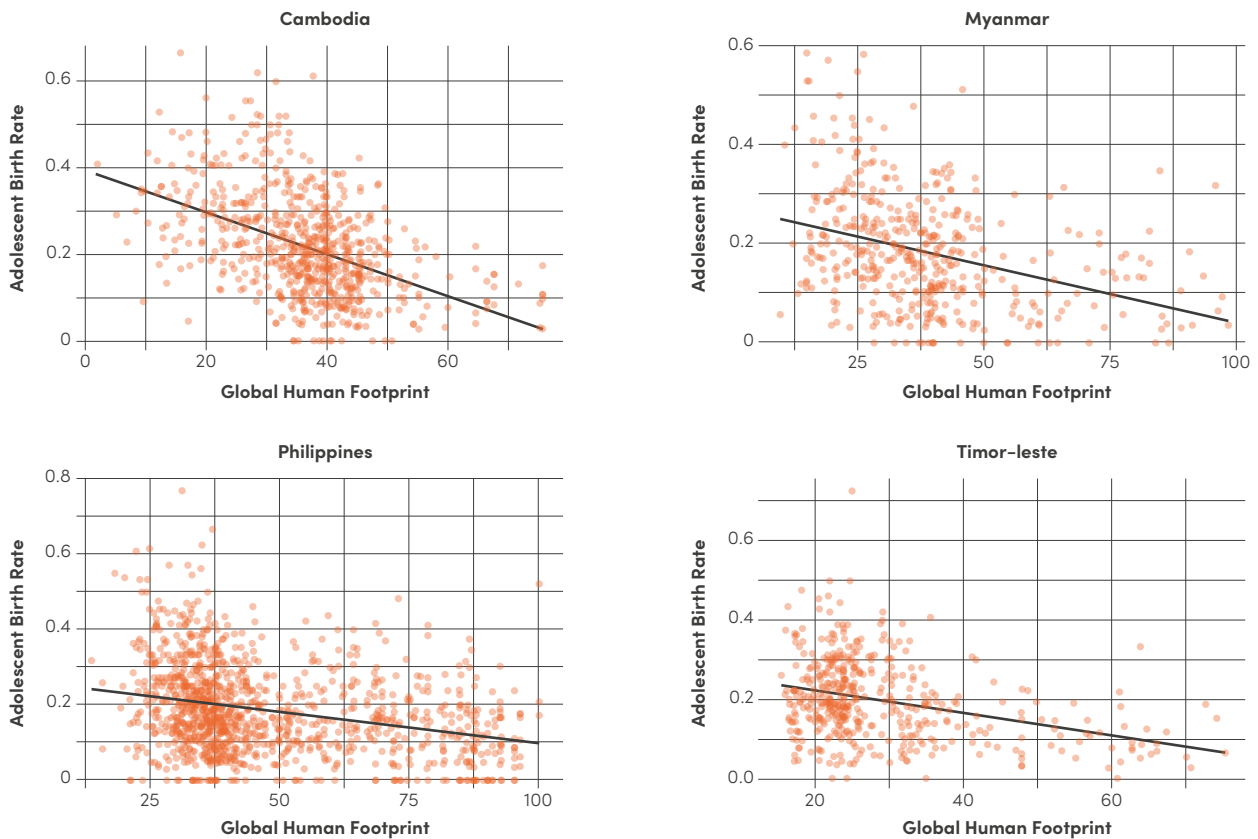 Cambodia
Adolescent Birth Rate
0.6
0.4
0.2
0
0
20
40
60
Global Human Footprint
Myanmar
Adolescent Birth Rate
0.6
0.4
0.2
0
25
50
75
100
Global Human Footprint
Philippines
Adolescent Birth Rate
0.8
0.6
0.4
0.2
0
25
50
75
100
Global Human Footprint
Timor-leste
Adolescent Birth Rate
0.6
0.4
0.2
0.0
20
40
60
Global Human Footprint